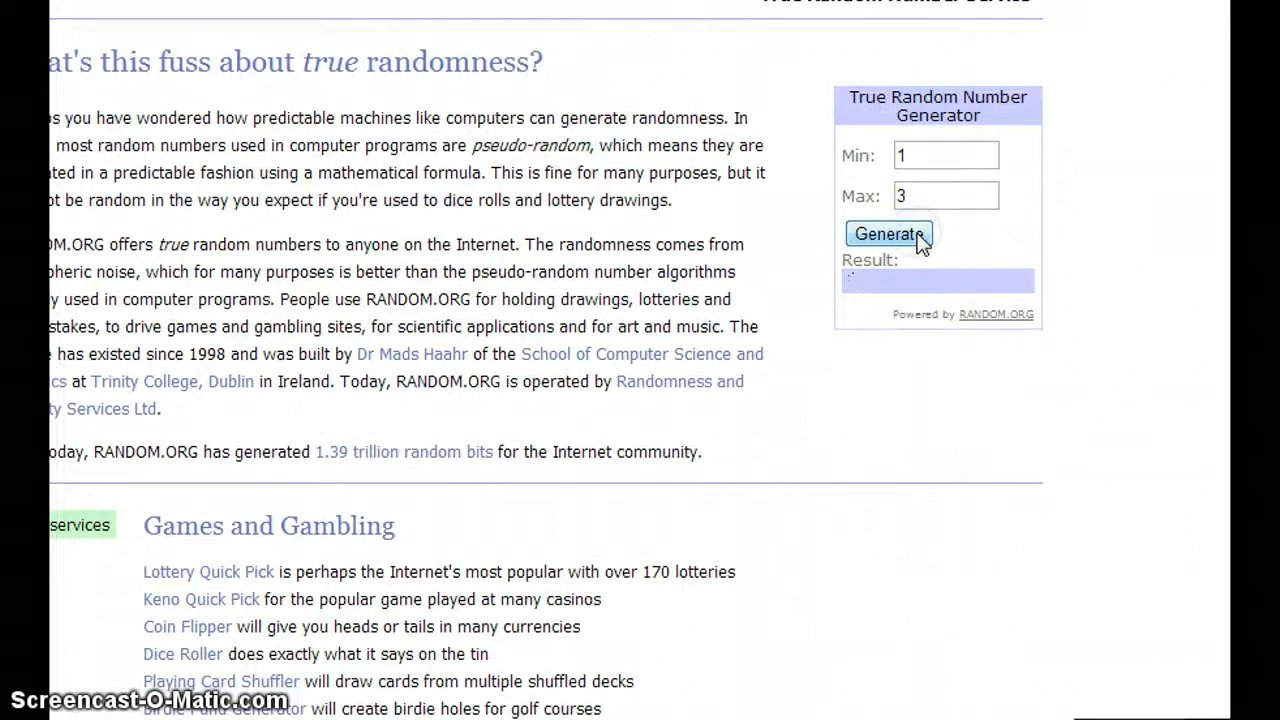 True Random Number Service
at's this fuss about true randomness?
s you have wondered how predictable machines like computers can generate randomness. In
most random numbers used in computer programs are pseudo-random, which means they are
ted in a predictable fashion using a mathematical formula. This is fine for many purposes, but it
ot be random in the way you expect if you're used to dice rolls and lottery drawings.
OM.ORG offers true random numbers to anyone on the Internet. The randomness comes from
pheric noise, which for many purposes is better than the pseudo-random number algorithms
y used in computer programs. People use RANDOM.ORG for holding drawings, lotteries and
stakes, to drive games and gambling sites, for scientific applications and for art and music. The
e has existed since 1998 and was built by Dr Mads Haahr of the School of Computer Science and
cs at Trinity College, Dublin in Ireland. Today, RANDOM.ORG is operated by Randomness and
ty Services Ltd.
oday, RANDOM.ORG has generated 1.39 trillion random bits for the Internet community.
True Random Number
Generator
Min: 1
Max: 3
Generate
Result:
Powered by RANDOM.ORG
services
Games and Gambling
Lottery Quick Pick is perhaps the Internet's most popular with over 170 lotteries
Keno Quick Pick for the popular game played at many casinos
Coin Flipper will give you heads or tails in many currencies
Dice Roller does exactly what it says on the tin
Playing Card Shuffler will draw cards from multiple shuffled decks
Birdie Fund Generator will create birdie holes for golf courses
Screencast-O-Matic.com